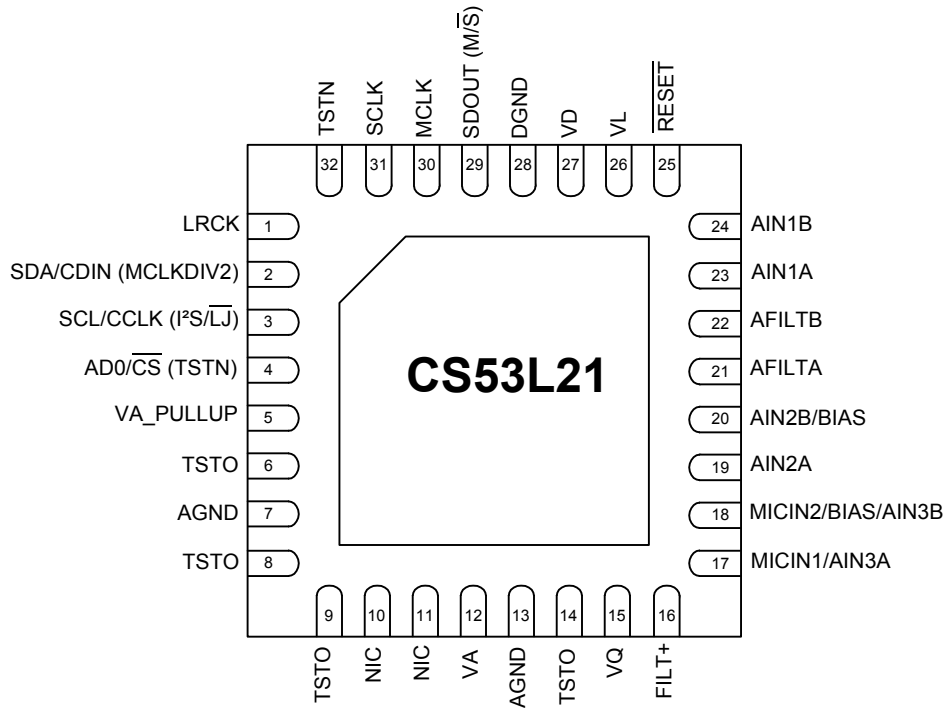 TSTN
SCLK
MCLK
SDOUT (M/S̅)
DGND
VD
VL
R̅E̅S̅E̅T̅
32
31
30
29
28
27
26
25
LRCK
1
SDA/CDIN (MCLKDIV2)
2
SCL/CCLK (I²S/L̅J̅)
3
AD0/C̅S̅ (TSTN)
4
VA_PULLUP
5
TSTO
6
AGND
7
TSTO
8
CS53L21
24
AIN1B
23
AIN1A
22
AFILTB
21
AFILTA
20
AIN2B/BIAS
19
AIN2A
18
MICIN2/BIAS/AIN3B
17
MICIN1/AIN3A
9
10
11
12
13
14
15
16
TSTO
NIC
NIC
VA
AGND
TSTO
VQ
FILT+